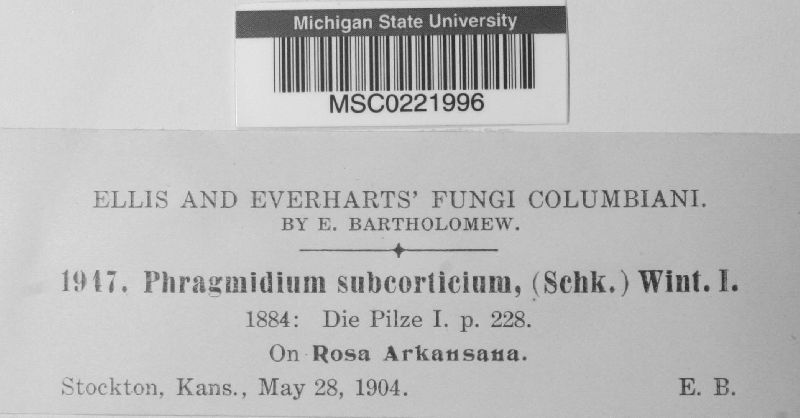 Michigan State University
MSC0221996
ELLIS AND EVERHARTS' FUNGI COLUMBIANI.
BY E. BARTHOLOMEW.
1947. Phragmidium subcorticium, (Schk.) Wint. I.
1884: Die Pilze I. p. 228.
On Rosa Arkansana.
Stockton, Kans., May 28, 1904. E. B.